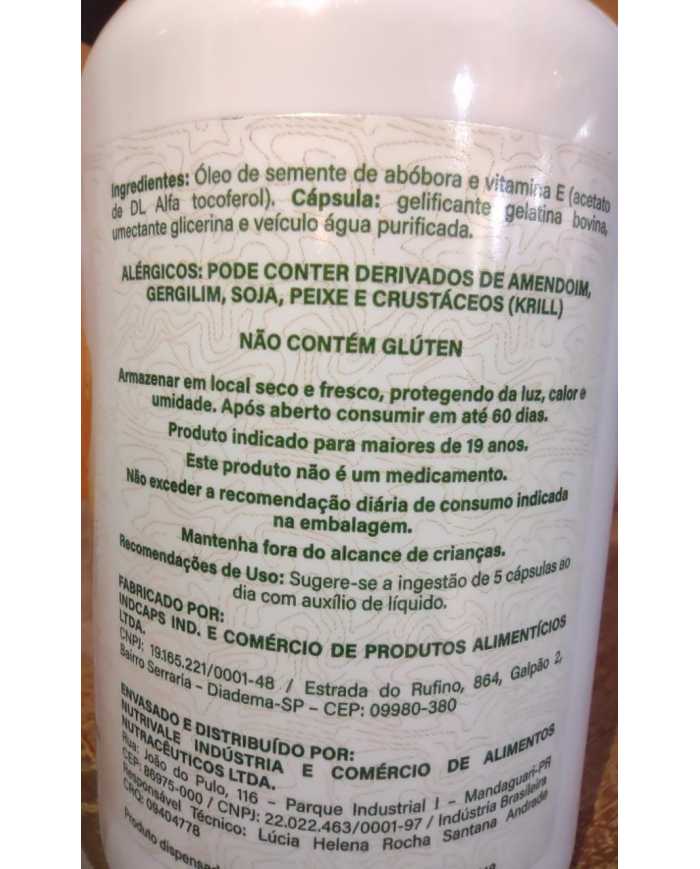 Ingredientes: Óleo de semente de abóbora e vitamina E (acetato
de DL Alfa tocoferol). Cápsula: gelificante gelatina bovina,
umectante glicerina e veículo água purificada.
ALÉRGICOS: PODE CONTER DERIVADOS DE AMENDOIM,
GERGILIM, SOJA, PEIXE E CRUSTÁCEOS (KRILL)
NÃO CONTÉM GLÚTEN
Armazenar em local seco e fresco, protegendo da luz, calor e
umidade. Após aberto consumir em até 60 dias.
Produto indicado para maiores de 19 anos.
Este produto não é um medicamento.
Não exceder a recomendação diária de consumo indicada
na embalagem.
Mantenha fora do alcance de crianças.
Recomendações de Uso: Sugere-se a ingestão de 5 cápsulas ao
dia com auxílio de líquido.
FABRICADO POR:
INDCAPS IND. E COMÉRCIO DE PRODUTOS ALIMENTÍCIOS
LTDA.
CNPJ: 19.165.221/0001-48 / Estrada do Rufino, 864, Galpão 2,
Bairro Serraria – Diadema-SP – CEP: 09980-380
ENVASADO E DISTRIBUÍDO POR:
NUTRIVALE INDÚSTRIA E COMÉRCIO DE ALIMENTOS
NUTRACÊUTICOS LTDA.
Rua: João do Pulo, 116 – Parque Industrial I – Mandaguari-PR
CEP: 86975-000 / CNPJ: 22.022.463/0001-97 / Indústria Brasileira
Responsável Técnico: Lúcia Helena Rocha Santana Andrade
CRQ: 09404778
Produto